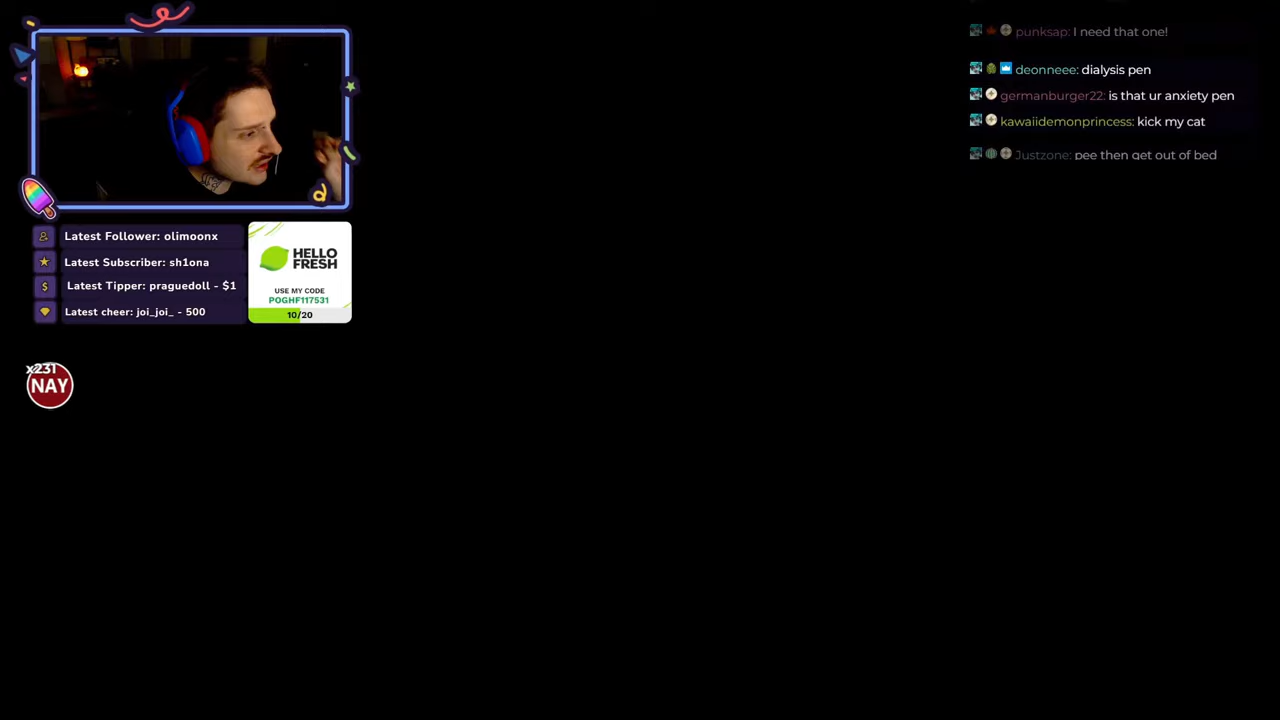 punksap: I need that one!
deonneee: dialysis pen
germanburger22: is that ur anxiety pen
kawaiidemonprincess: kick my cat
Justzone: pee then get out of bed
Latest Follower: olimoonx
Latest Subscriber: sh1ona
Latest Tipper: praguedoll - $1
Latest cheer: joi_joi_ - 500
HELLO
FRESH
USE MY CODE
POGHF117531
10/20
x231
NAY